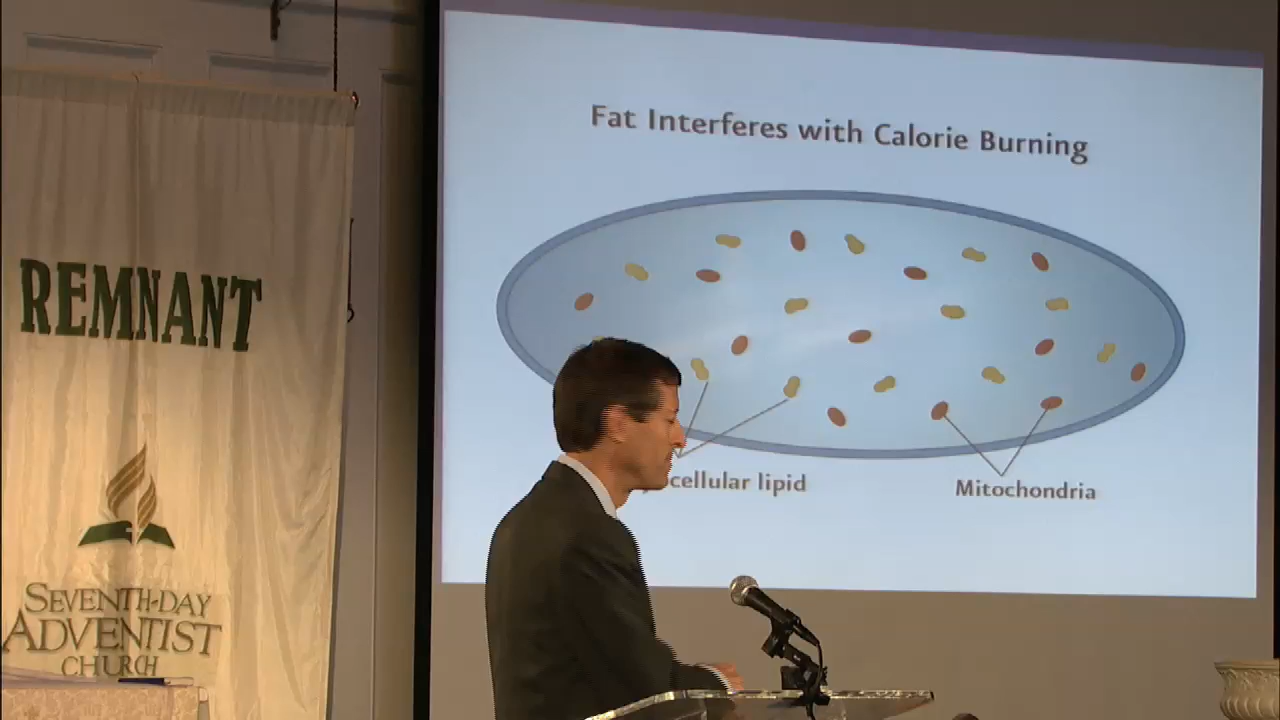 REMNANT
SEVENTH-DAY
ADVENTIST
CHURCH
Fat Interferes with Calorie Burning
cellular lipid
Mitochondria